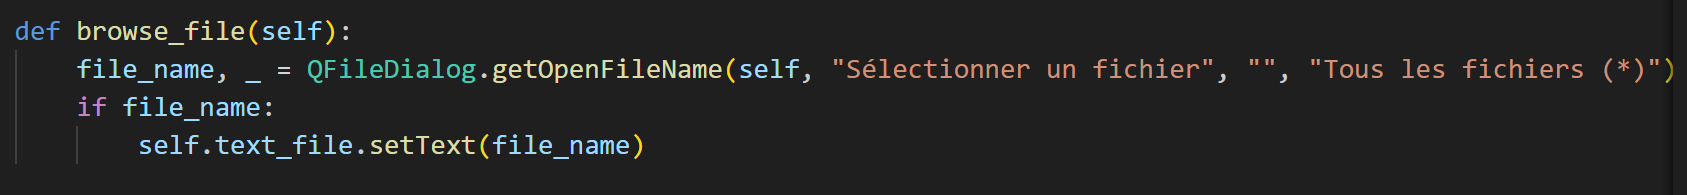 def browse_file(self):
    file_name, _ = QFileDialog.getOpenFileName(self, "Sélectionner un fichier", "", "Tous les fichiers (*)")
    if file_name:
        self.text_file.setText(file_name)